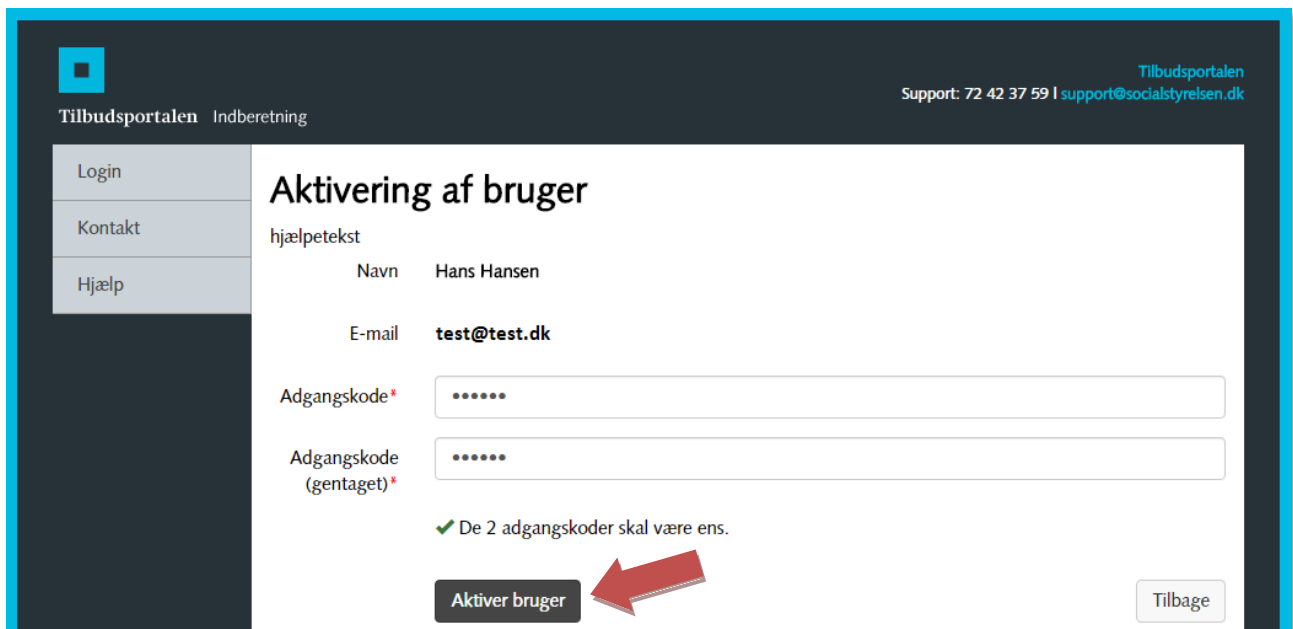 Tilbudsportalen
Support: 72 42 37 59 | support@socialstyrelsen.dk
Tilbudsportalen Indberetning
Login
Kontakt
Hjælp
Aktivering af bruger
hjælpetekst
Navn Hans Hansen
E-mail test@test.dk
Adgangskode* ••••••
Adgangskode ••••••
(gentaget)*
✔ De 2 adgangskoder skal være ens.
Aktiver bruger Tilbage